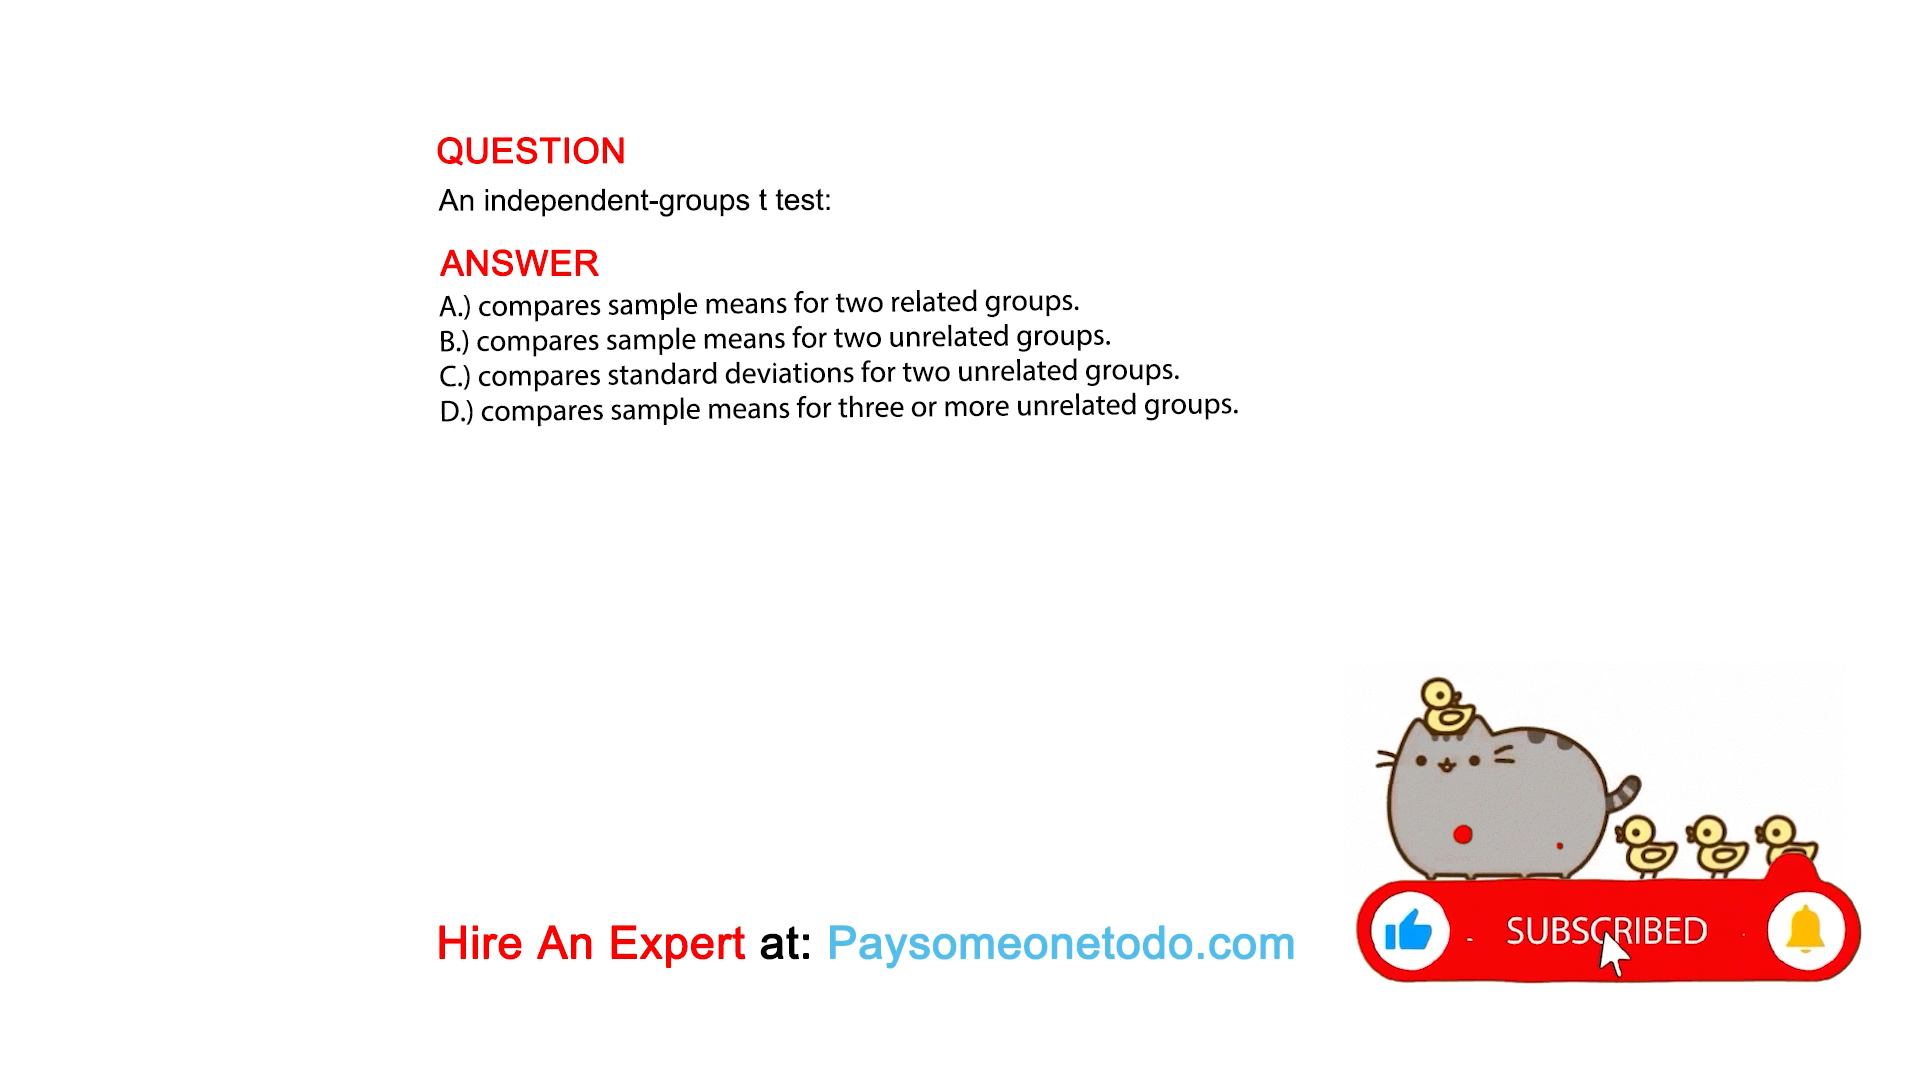 QUESTION
An independent-groups t test:
ANSWER
A.) compares sample means for two related groups.
B.) compares sample means for two unrelated groups.
C.) compares standard deviations for two unrelated groups.
D.) compares sample means for three or more unrelated groups.
Hire An Expert at: Paysomeonetodo.com
SUBSCRIBED